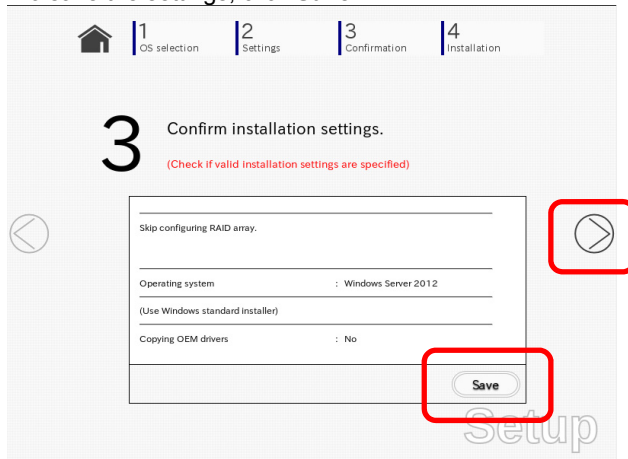 1 2 3 4
OS selection Settings Confirmation Installation
3 Confirm installation settings.
(Check if valid installation settings are specified)
Skip configuring RAID array.
Operating system : Windows Server 2012
(Use Windows standard installer)
Copying OEM drivers : No
Save
Setup